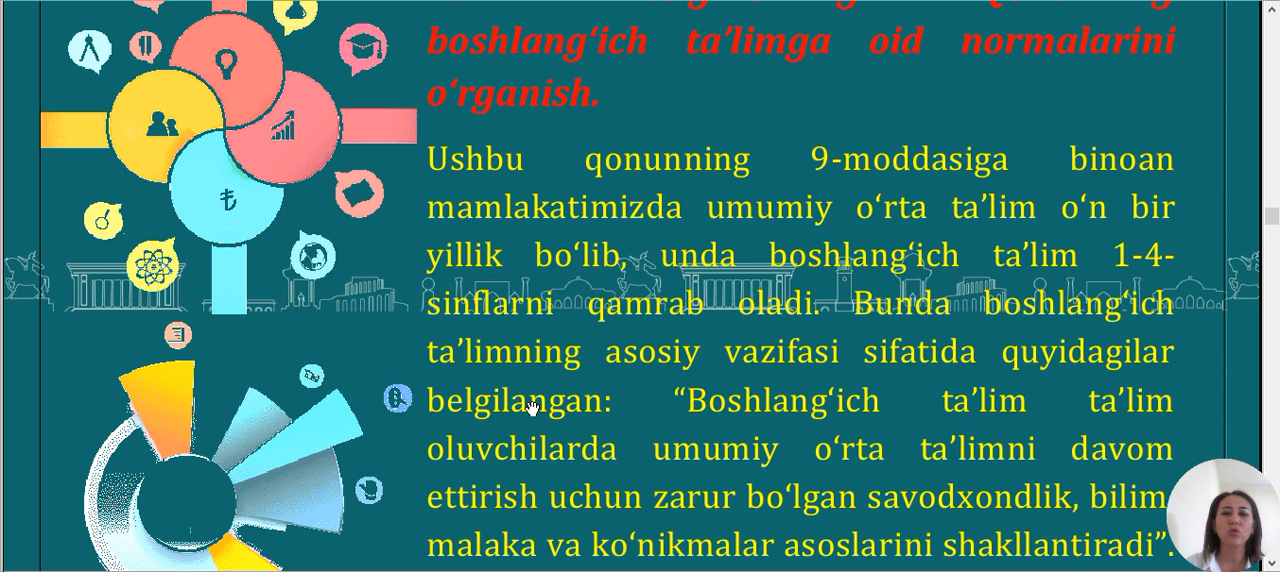 boshlang‘ich ta’limga oid normalarini
o‘rganish.
Ushbu qonunning 9-moddasiga binoan
mamlakatimizda umumiy o‘rta ta’lim o‘n bir
yillik bo‘lib, unda boshlang‘ich ta’lim 1-4-
sinflarni qamrab oladi. Bunda boshlang‘ich
ta’limning asosiy vazifasi sifatida quyidagilar
belgilangan: “Boshlang‘ich ta’lim ta’lim
oluvchilarda umumiy o‘rta ta’limni davom
ettirish uchun zarur bo‘lgan savodxondlik, bilim,
malaka va ko‘nikmalar asoslarini shakllantiradi”.